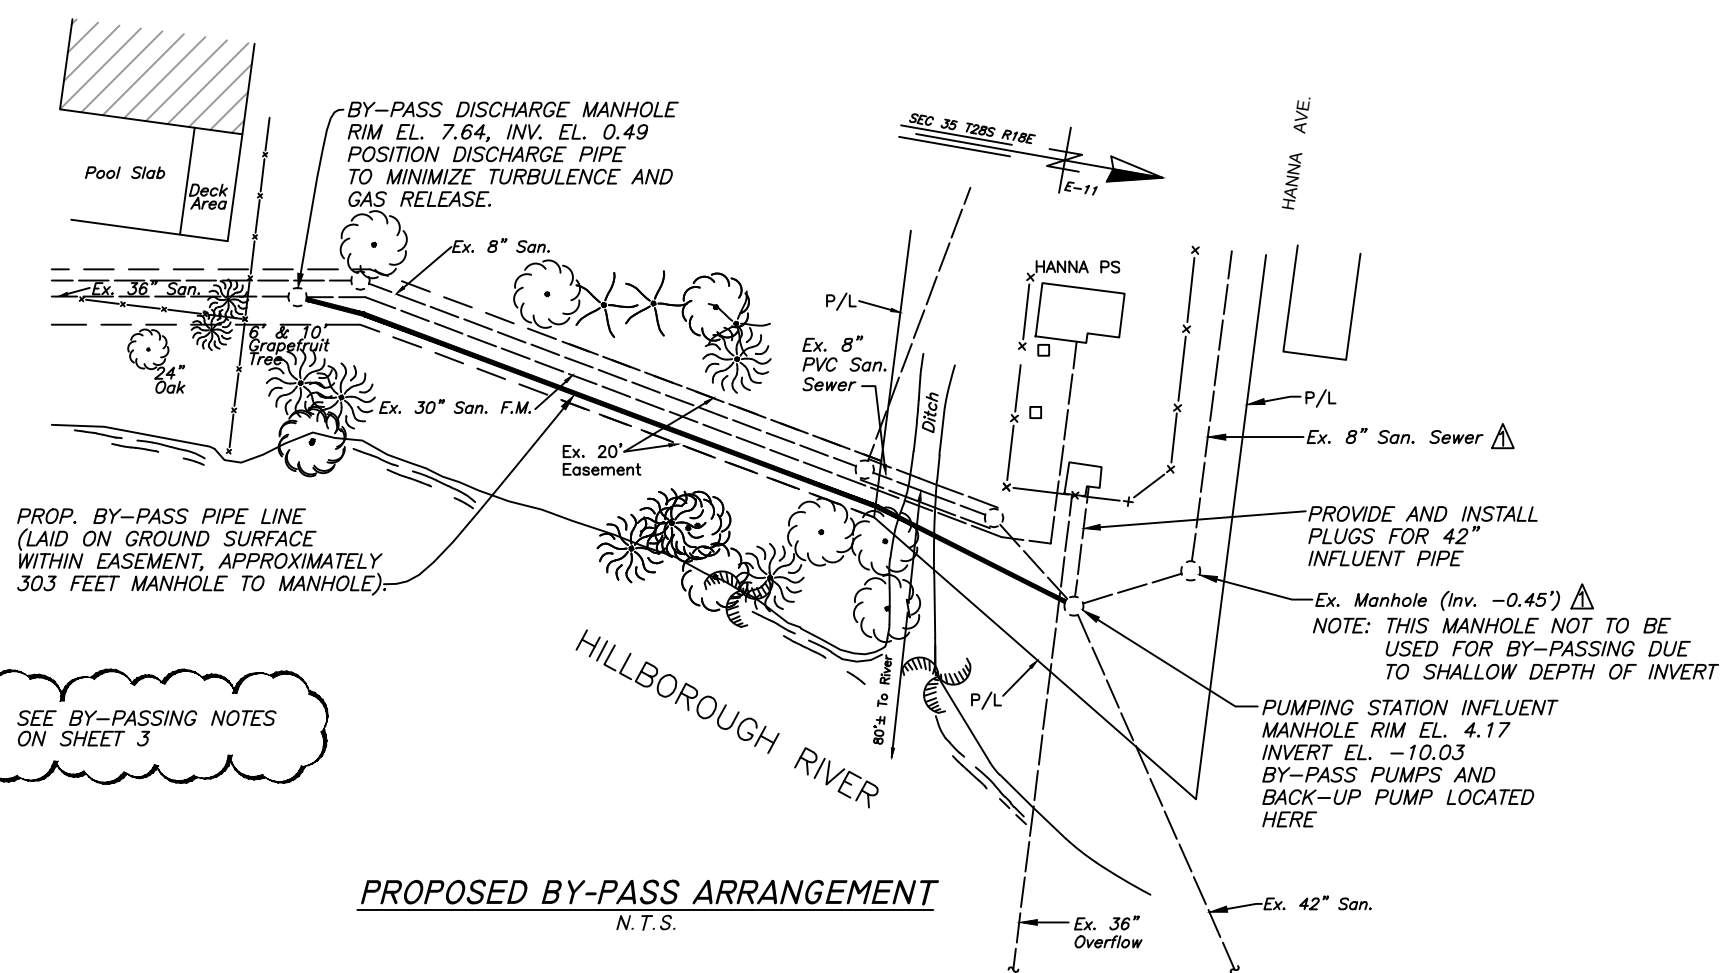 BY-PASS DISCHARGE MANHOLE
RIM EL. 7.64, INV. EL. 0.49
POSITION DISCHARGE PIPE
TO MINIMIZE TURBULENCE AND
GAS RELEASE.
SEC 35 T28S R18E
E-11
HANNA AVE.
Pool Slab
Deck
Area
Ex. 8" San.
HANNA PS
Ex. 36" San.
P/L
6' & 10'
Grapefruit
Tree
Ex. 8"
PVC San.
Sewer
24"
Oak
Ex. 30" San. F.M.
Ditch
P/L
Ex. 8" San. Sewer 1
Ex. 20'
Easement
PROP. BY-PASS PIPE LINE
(LAID ON GROUND SURFACE
WITHIN EASEMENT, APPROXIMATELY
303 FEET MANHOLE TO MANHOLE).
PROVIDE AND INSTALL
PLUGS FOR 42"
INFLUENT PIPE
Ex. Manhole (Inv. -0.45') 1
NOTE: THIS MANHOLE NOT TO BE
USED FOR BY-PASSING DUE
TO SHALLOW DEPTH OF INVERT
HILLBOROUGH RIVER
80'± To River
P/L
SEE BY-PASSING NOTES
ON SHEET 3
PUMPING STATION INFLUENT
MANHOLE RIM EL. 4.17
INVERT EL. -10.03
BY-PASS PUMPS AND
BACK-UP PUMP LOCATED
HERE
PROPOSED BY-PASS ARRANGEMENT
N.T.S.
Ex. 36"
Overflow
Ex. 42" San.